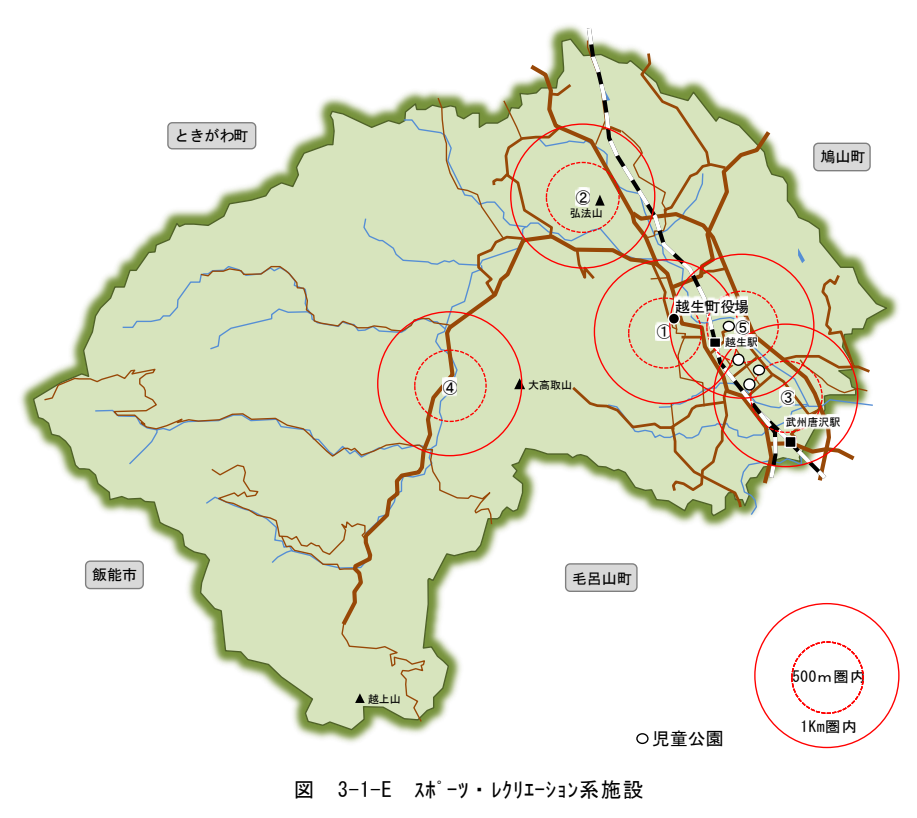 ときがわ町
鳩山町
②
弘法山
越生町役場
①
⑤
越生駅
④
大高取山
③
武州唐沢駅
飯能市
毛呂山町
越上山
500ｍ圏内
1Km圏内
児童公園
図　3-1-E　ｽﾎﾟｰﾂ・ﾚｸﾘｴｰｼｮﾝ系施設